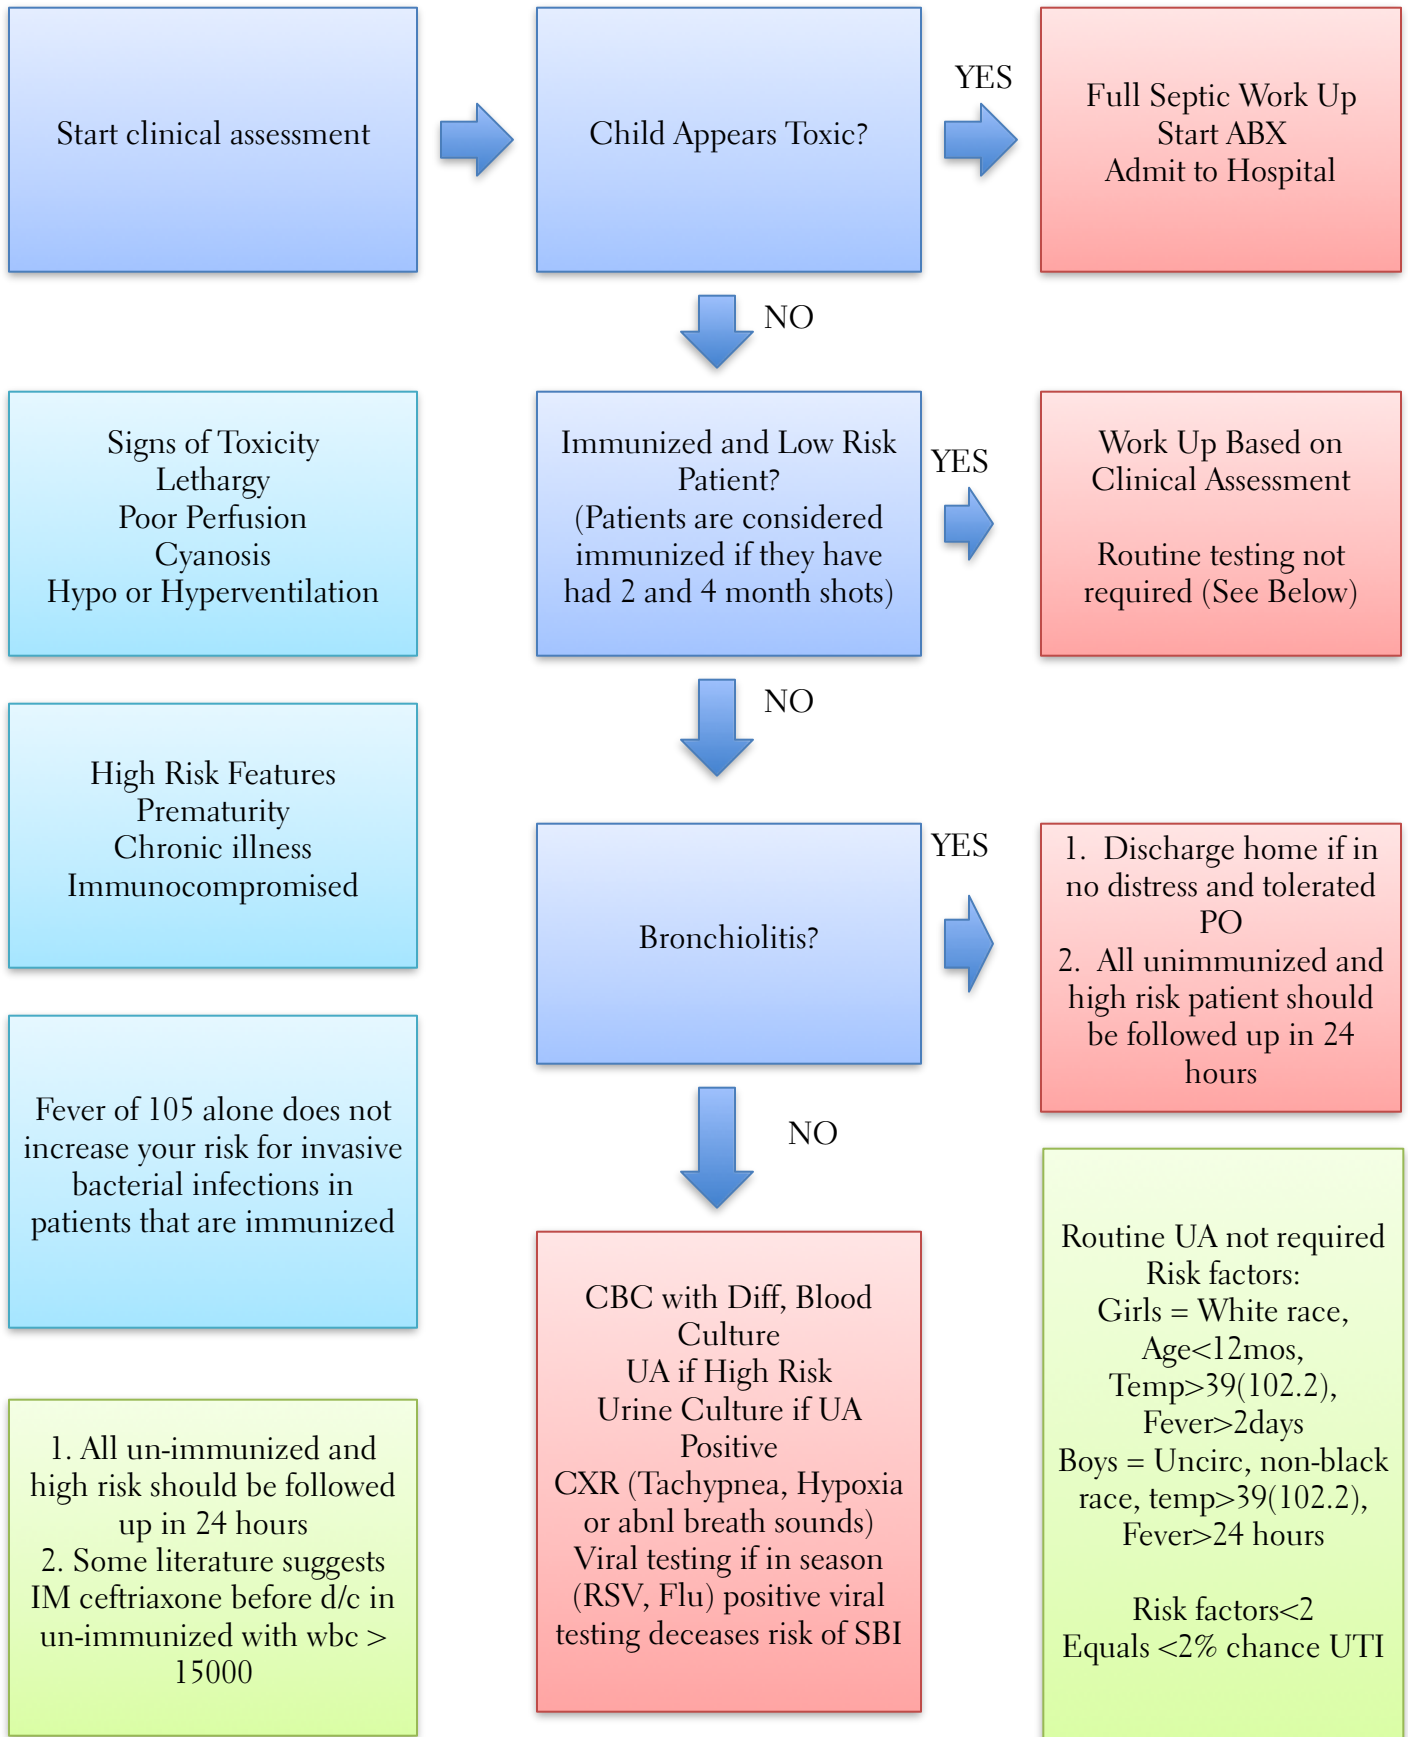 Start clinical assessment
Child Appears Toxic?
YES
Full Septic Work Up
Start ABX
Admit to Hospital
NO
Signs of Toxicity
Lethargy
Poor Perfusion
Cyanosis
Hypo or Hyperventilation
Immunized and Low Risk
Patient?
(Patients are considered
immunized if they have
had 2 and 4 month shots)
YES
Work Up Based on
Clinical Assessment
Routine testing not
required (See Below)
NO
High Risk Features
Prematurity
Chronic illness
Immunocompromised
Bronchiolitis?
YES
1. Discharge home if in
no distress and tolerated
PO
2. All unimmunized and
high risk patient should
be followed up in 24
hours
NO
Fever of 105 alone does not
increase your risk for invasive
bacterial infections in
patients that are immunized
CBC with Diff, Blood
Culture
UA if High Risk
Urine Culture if UA
Positive
CXR (Tachypnea, Hypoxia
or abnl breath sounds)
Viral testing if in season
(RSV, Flu) positive viral
testing deceases risk of SBI
Routine UA not required
Risk factors:
Girls = White race,
Age<12mos,
Temp>39(102.2),
Fever>2days
Boys = Uncirc, non-black
race, temp>39(102.2),
Fever>24 hours
Risk factors<2
Equals <2% chance UTI
1. All un-immunized and
high risk should be followed
up in 24 hours
2. Some literature suggests
IM ceftriaxone before d/c in
un-immunized with wbc >
15000